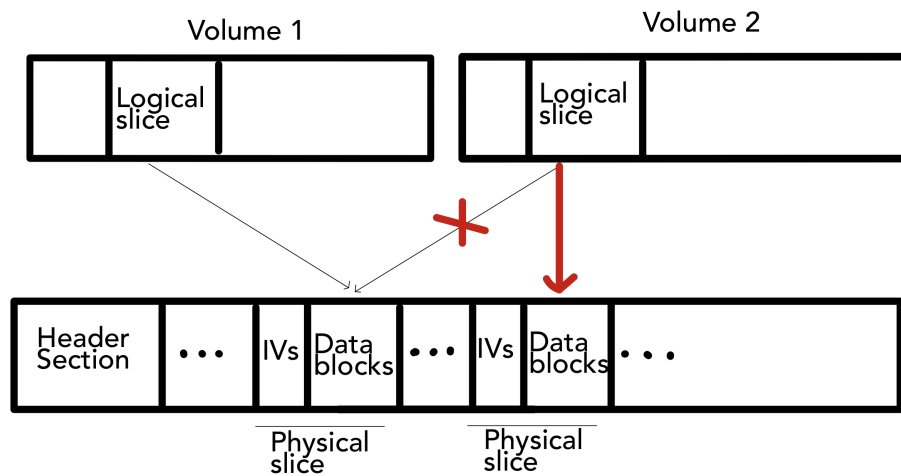 Volume 1
Volume 2
Logical
slice
Logical
slice
Header
Section
...
IVs
Data
blocks
...
IVs
Data
blocks
...
Physical
slice
Physical
slice